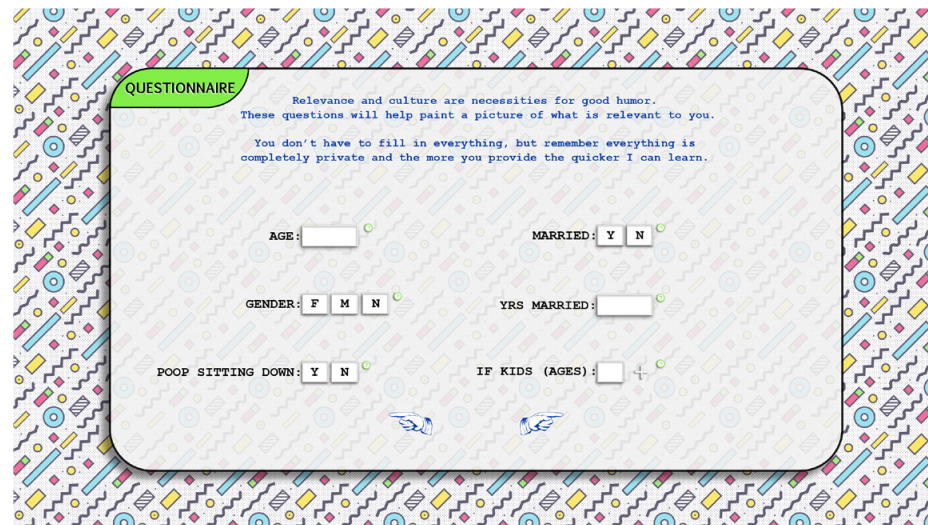 QUESTIONNAIRE
Relevance and culture are necessities for good humor.
These questions will help paint a picture of what is relevant to you.
You don't have to fill in everything, but remember everything is
completely private and the more you provide the quicker I can learn.
AGE:
MARRIED: Y N
GENDER: F M N
YRS MARRIED:
POOP SITTING DOWN: Y N
IF KIDS (AGES): +